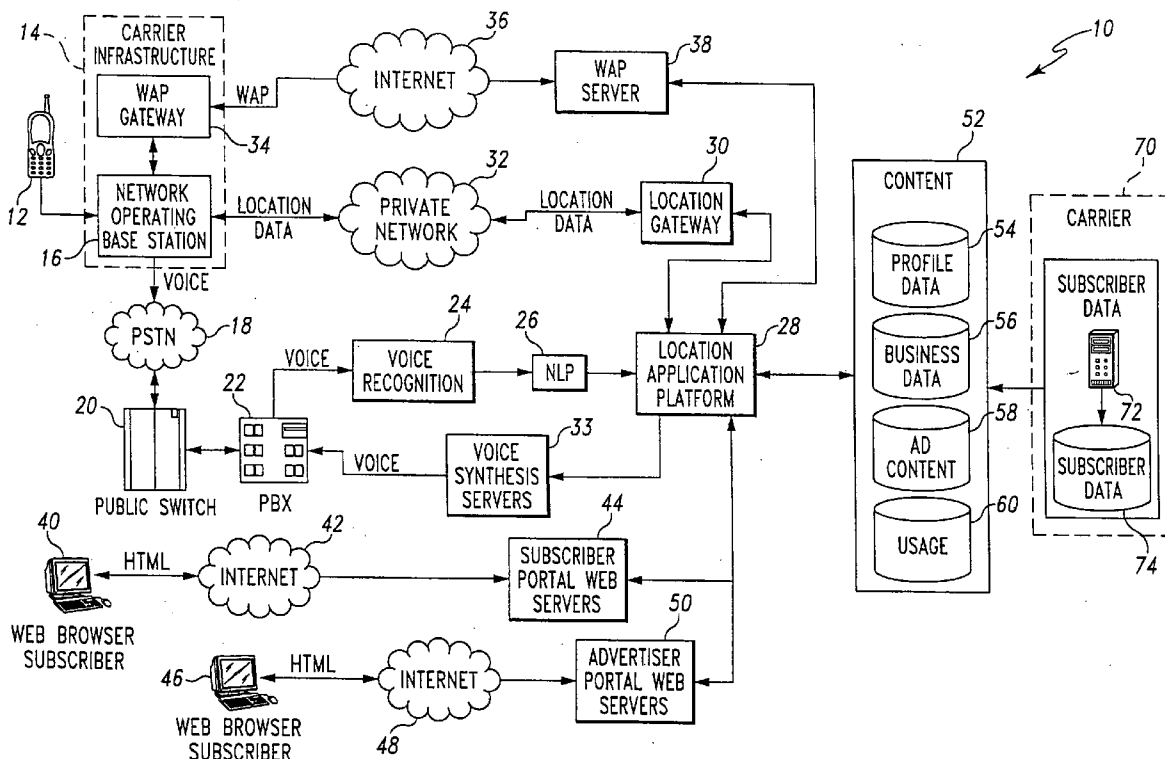 10
14
CARRIER
INFRASTRUCTURE
WAP
GATEWAY
34
12
NETWORK
OPERATING
BASE STATION
16
WAP
36
INTERNET
38
WAP
SERVER
LOCATION
DATA
32
PRIVATE
NETWORK
LOCATION
DATA
30
LOCATION
GATEWAY
VOICE
18
PSTN
20
PUBLIC SWITCH
22
PBX
VOICE
24
VOICE
RECOGNITION
26
NLP
28
LOCATION
APPLICATION
PLATFORM
VOICE
33
VOICE
SYNTHESIS
SERVERS
40
WEB BROWSER
SUBSCRIBER
HTML
42
INTERNET
44
SUBSCRIBER
PORTAL WEB
SERVERS
46
WEB BROWSER
SUBSCRIBER
HTML
INTERNET
48
50
ADVERTISER
PORTAL WEB
SERVERS
52
CONTENT
54
PROFILE
DATA
56
BUSINESS
DATA
58
AD
CONTENT
60
USAGE
70
CARRIER
SUBSCRIBER
DATA
72
SUBSCRIBER
DATA
74